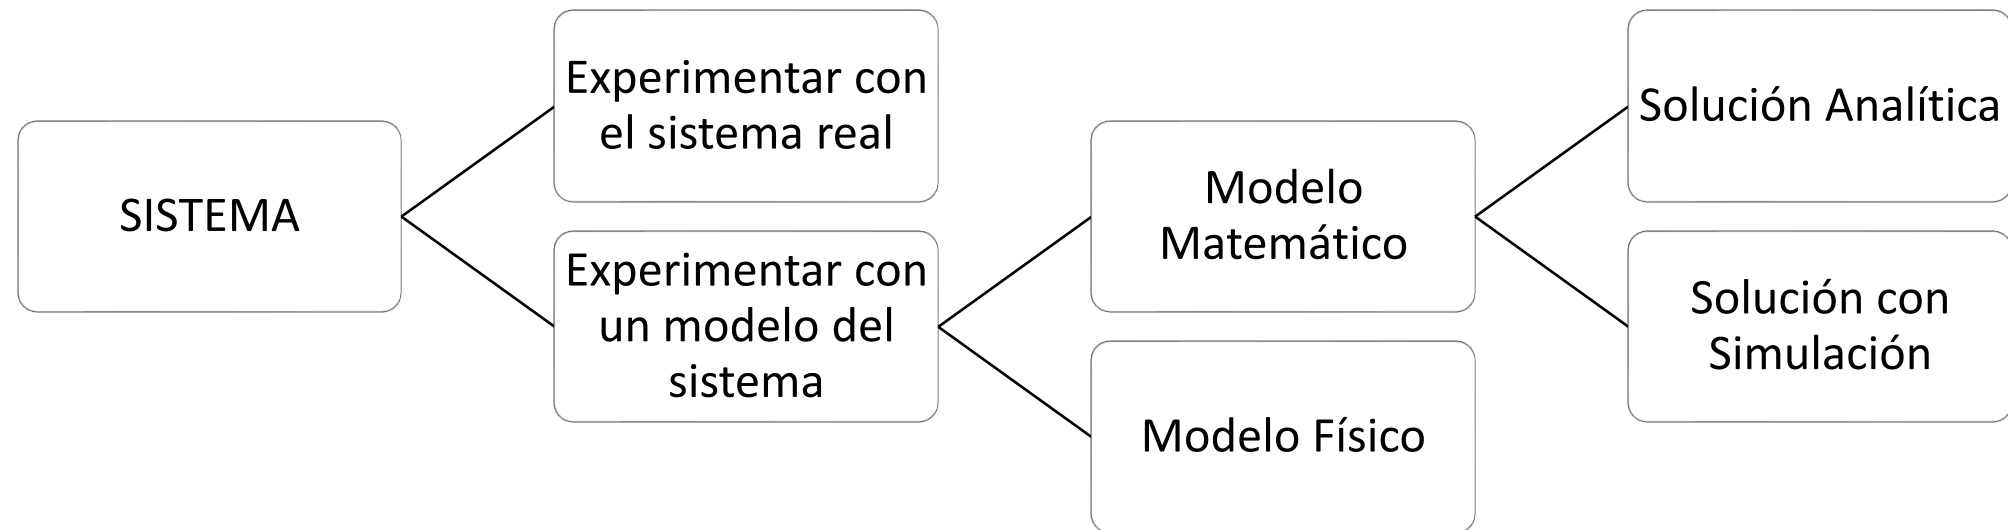 SISTEMA
Experimentar con
el sistema real
Experimentar con
un modelo del
sistema
Modelo
Matemático
Modelo Físico
Solución Analítica
Solución con
Simulación